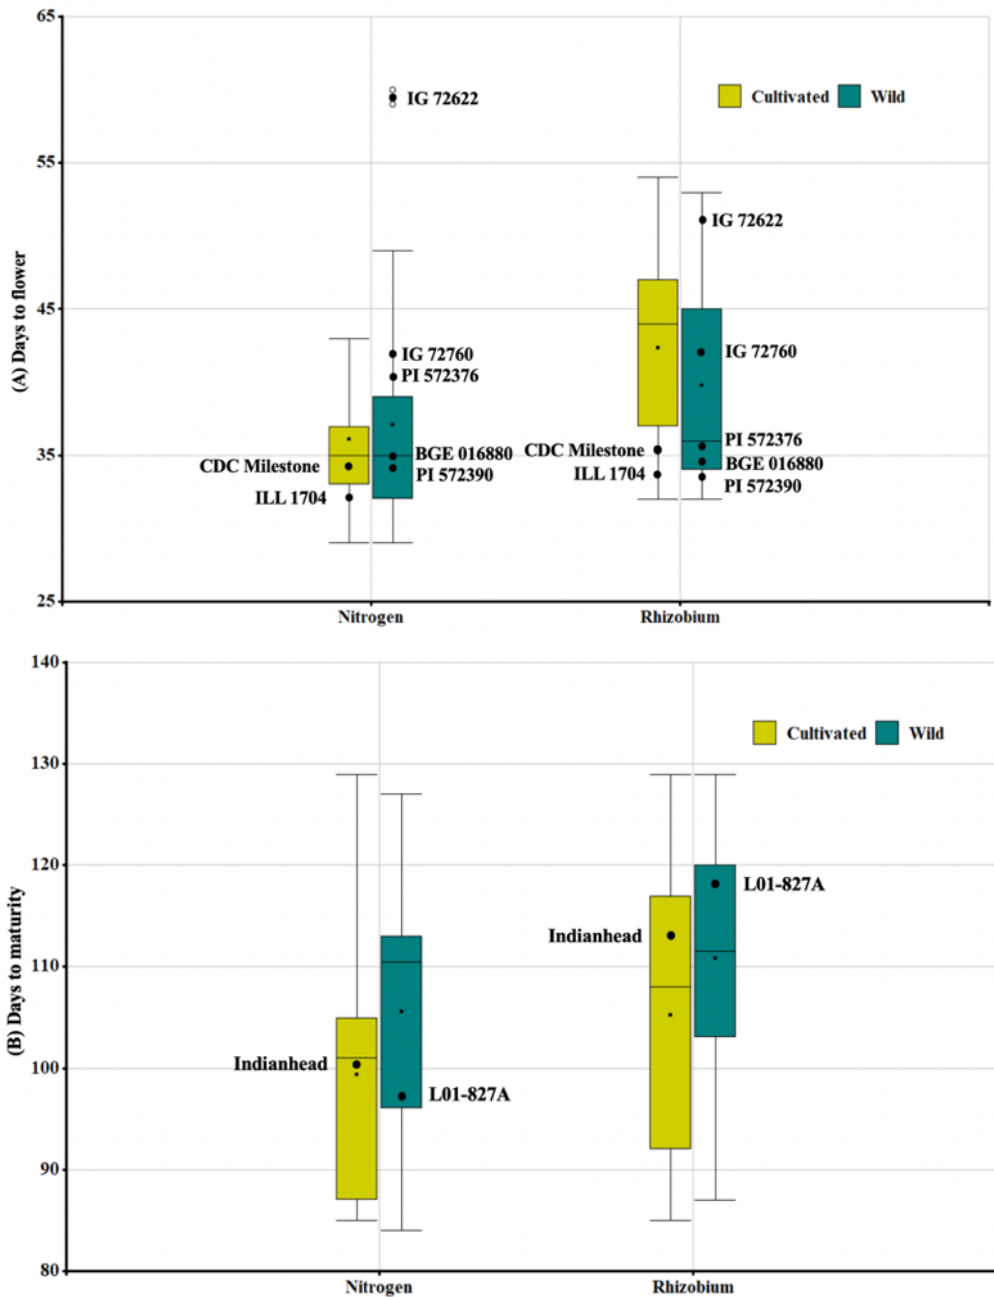 65
55
45
35
25
(A) Days to flower
Cultivated Wild
IG 72622
IG 72760
PI 572376
BGE 016880
PI 572390
CDC Milestone
ILL 1704
IG 72622
IG 72760
PI 572376
BGE 016880
PI 572390
CDC Milestone
ILL 1704
Nitrogen Rhizobium
140
130
120
110
100
90
80
(B) Days to maturity
Cultivated Wild
Indianhead
L01-827A
Indianhead
L01-827A
Nitrogen Rhizobium